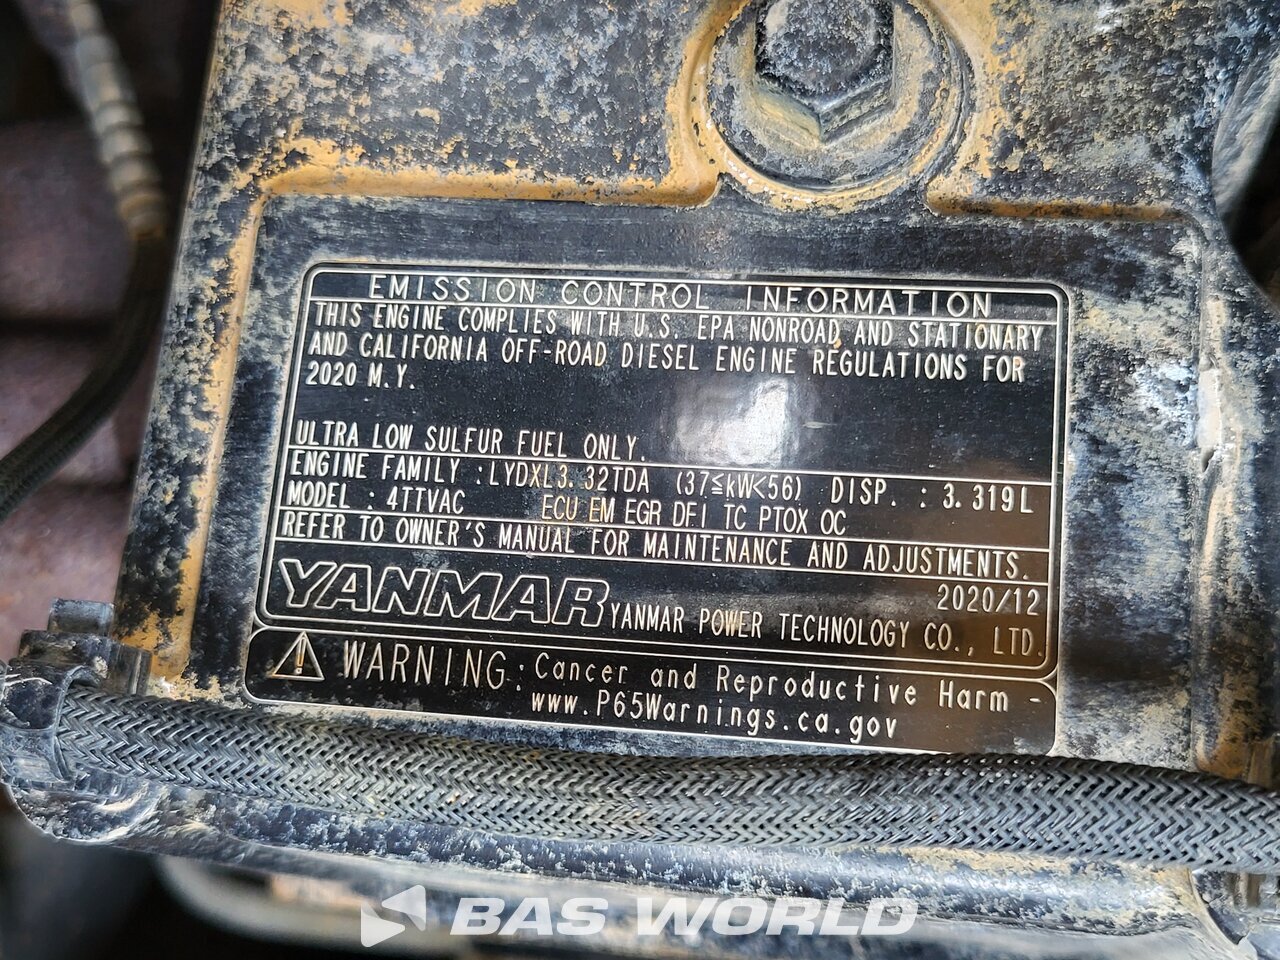 EMISSION CONTROL INFORMATION
THIS ENGINE COMPLIES WITH U.S. EPA NONROAD AND STATIONARY
AND CALIFORNIA OFF-ROAD DIESEL ENGINE REGULATIONS FOR
2020 M.Y.
ULTRA LOW SULFUR FUEL ONLY.
ENGINE FAMILY : LYDXL3.32TDA (37≦kW<56) DISP. : 3.319L
MODEL : 4TTVAC ECU EM EGR DFI TC PTOX OC
REFER TO OWNER'S MANUAL FOR MAINTENANCE AND ADJUSTMENTS.
2020/12
YANMAR YANMAR POWER TECHNOLOGY CO., LTD.
WARNING: Cancer and Reproductive Harm -
www.P65Warnings.ca.gov
BAS WORLD